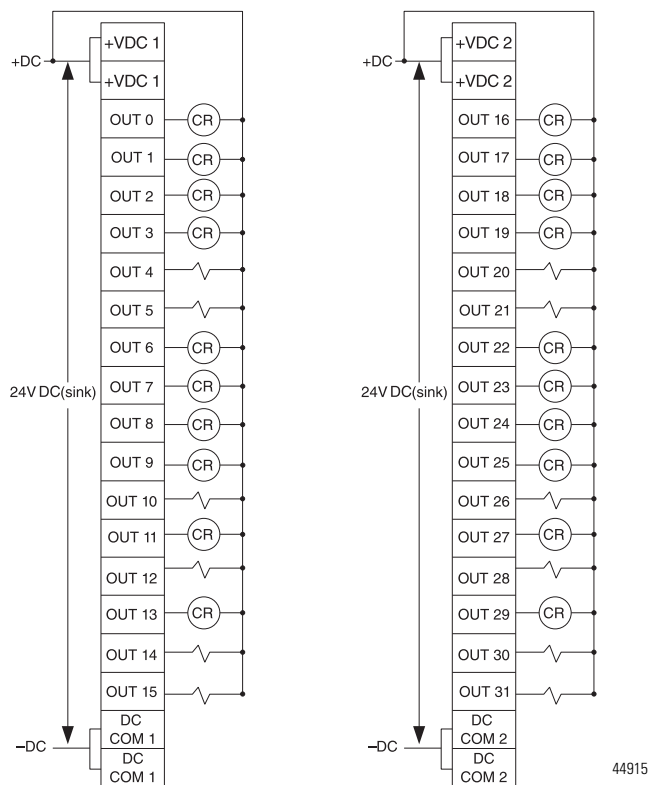 +VDC 1
+DC
+VDC 1
OUT 0 CR
OUT 1 CR
OUT 2 CR
OUT 3 CR
OUT 4
OUT 5
OUT 6 CR
OUT 7 CR
24V DC(sink)
OUT 8 CR
OUT 9 CR
OUT 10
OUT 11 CR
OUT 12
OUT 13 CR
OUT 14
OUT 15
DC
COM 1
–DC
DC
COM 1
+VDC 2
+DC
+VDC 2
OUT 16 CR
OUT 17 CR
OUT 18 CR
OUT 19 CR
OUT 20
OUT 21
OUT 22 CR
OUT 23 CR
24V DC(sink)
OUT 24 CR
OUT 25 CR
OUT 26
OUT 27 CR
OUT 28
OUT 29 CR
OUT 30
OUT 31
DC
COM 2
–DC
DC
COM 2
44915